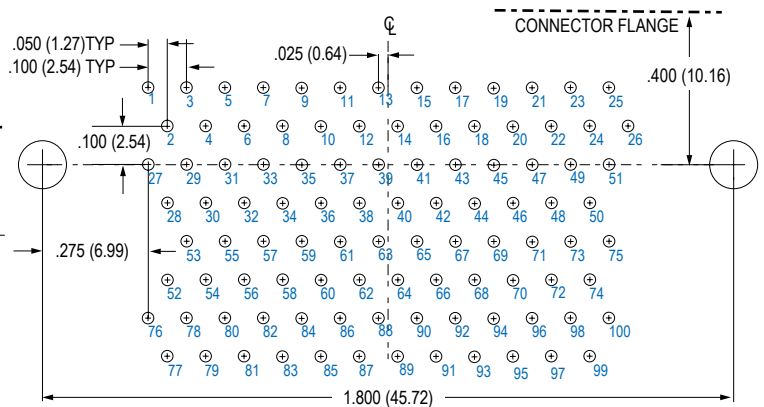 CONNECTOR FLANGE
℄
.050 (1.27)TYP
.100 (2.54) TYP
.025 (0.64)
.400 (10.16)
1 3 5 7 9 11 13 15 17 19 21 23 25
2 4 6 8 10 12 14 16 18 20 22 24 26
.100 (2.54)
27 29 31 33 35 37 39 41 43 45 47 49 51
28 30 32 34 36 38 40 42 44 46 48 50
53 55 57 59 61 63 65 67 69 71 73 75
.275 (6.99)
52 54 56 58 60 62 64 66 68 70 72 74
76 78 80 82 84 86 88 90 92 94 96 98 100
77 79 81 83 85 87 89 91 93 95 97 99
1.800 (45.72)